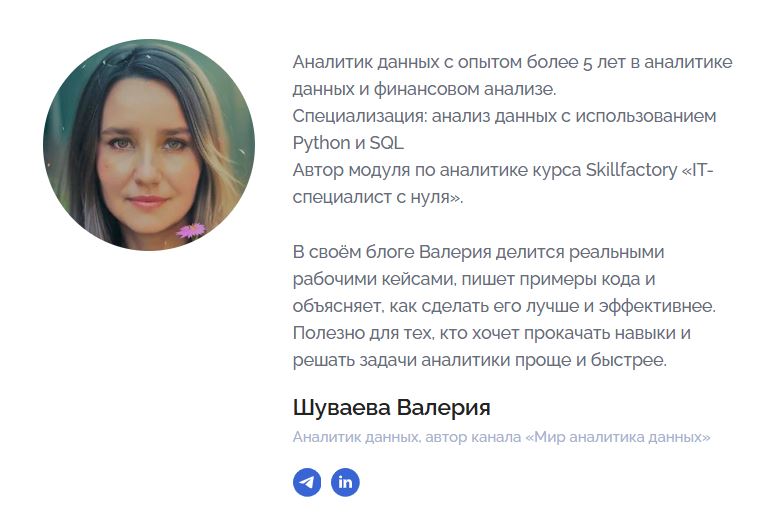 Аналитик данных с опытом более 5 лет в аналитике
данных и финансовом анализе.
Специализация: анализ данных с использованием
Python и SQL
Автор модуля по аналитике курса Skillfactory «IT-
специалист с нуля».
В своём блоге Валерия делится реальными
рабочими кейсами, пишет примеры кода и
объясняет, как сделать его лучше и эффективнее.
Полезно для тех, кто хочет прокачать навыки и
решать задачи аналитики проще и быстрее.
Шуваева Валерия
Аналитик данных, автор канала «Мир аналитика данных»
in